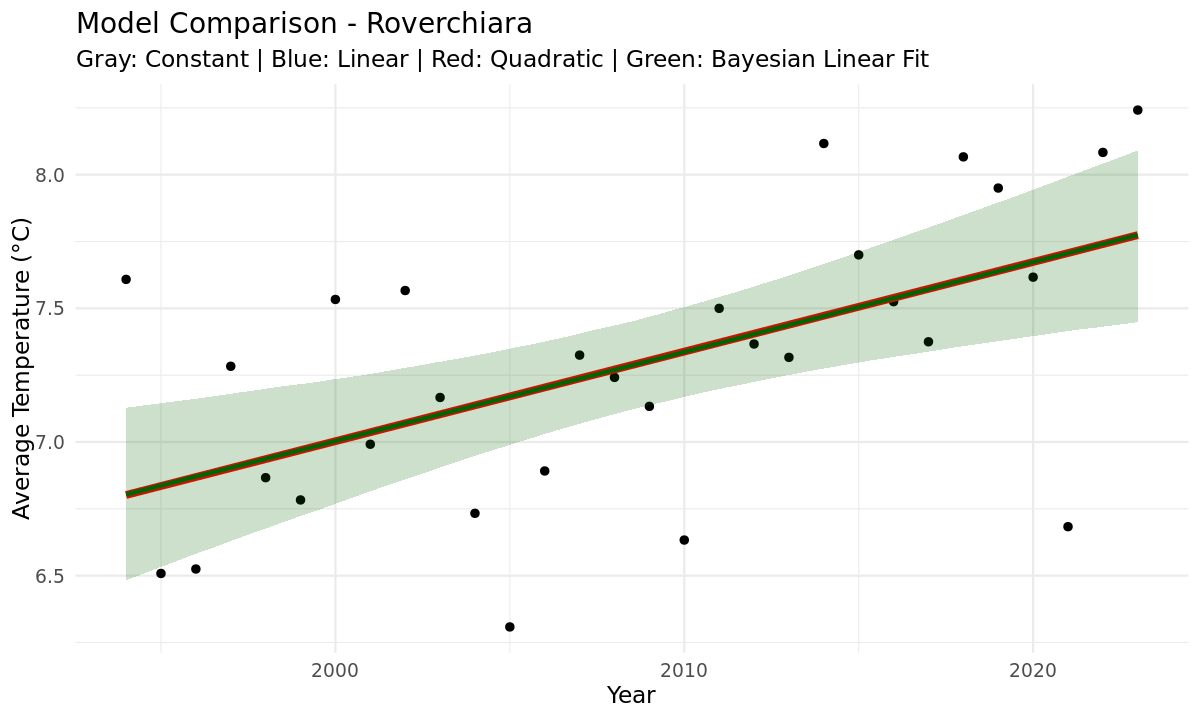 Model Comparison - Roverchiara
Gray: Constant | Blue: Linear | Red: Quadratic | Green: Bayesian Linear Fit
Average Temperature (°C)
8.0
7.5
7.0
6.5
2000
2010
2020
Year